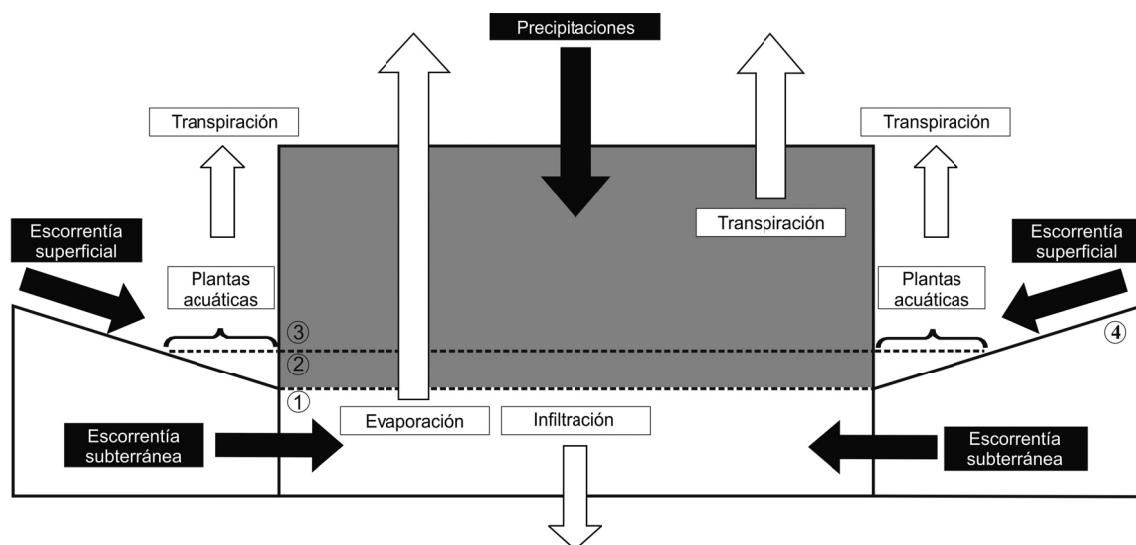 Precipitaciones
Transpiración
Transpiración
Escorrentía
superficial
Transpiración
Escorrentía
superficial
Plantas
acuáticas
Plantas
acuáticas
③
④
②
①
Evaporación
Infiltración
Escorrentía
subterránea
Escorrentía
subterránea